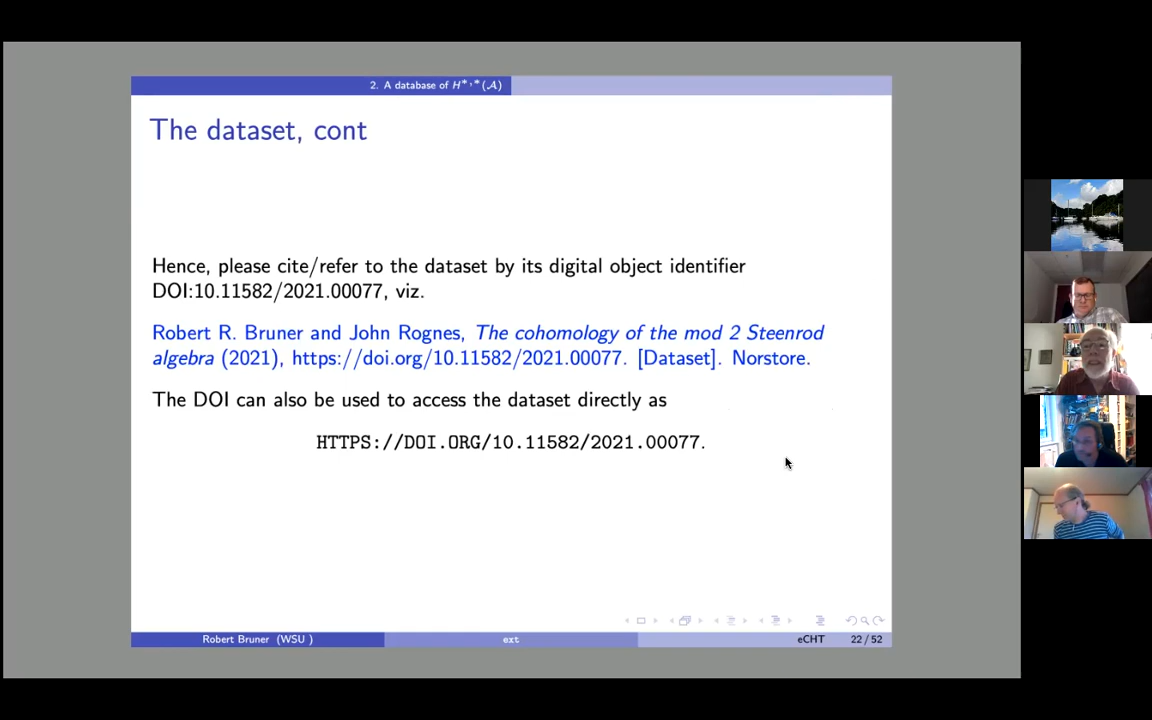 2. A database of H*,*(𝒜)
The dataset, cont
Hence, please cite/refer to the dataset by its digital object identifier
DOI:10.11582/2021.00077, viz.
Robert R. Bruner and John Rognes, The cohomology of the mod 2 Steenrod
algebra (2021), https://doi.org/10.11582/2021.00077. [Dataset]. Norstore.
The DOI can also be used to access the dataset directly as
HTTPS://DOI.ORG/10.11582/2021.00077.
Robert Bruner (WSU )
ext
eCHT
22 / 52